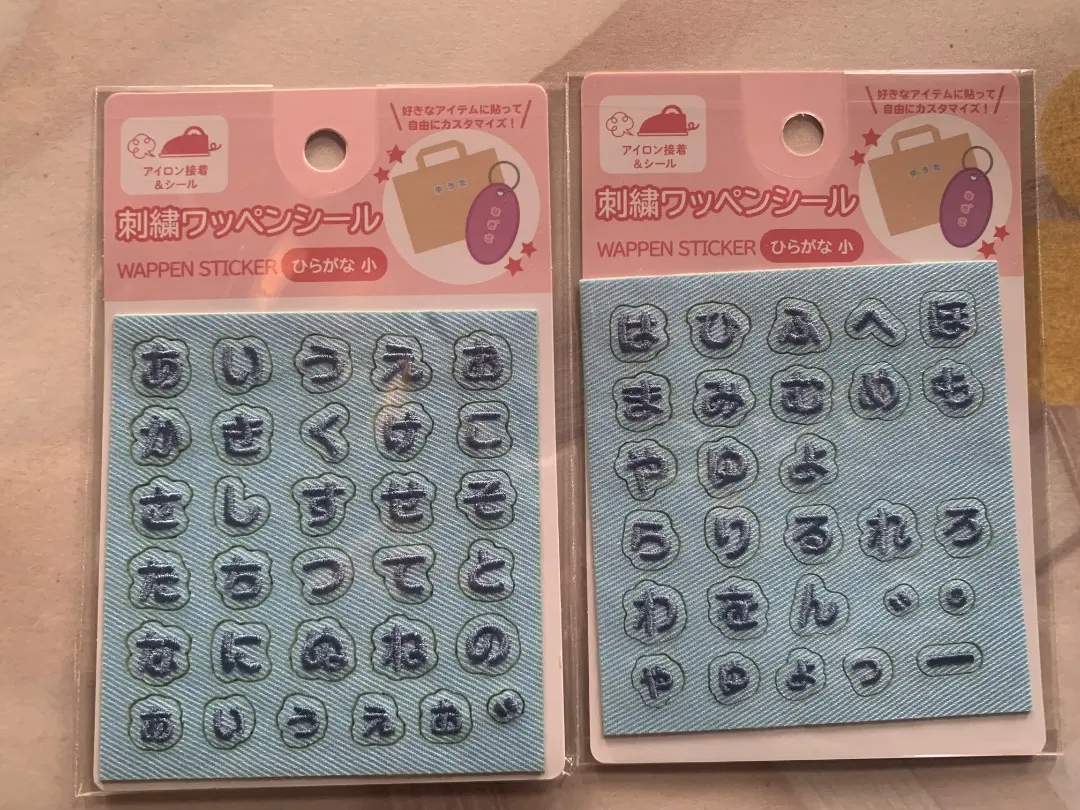 好きなアイテムに貼って
自由にカスタマイズ！
アイロン接着
&シール
刺繍ワッペンシール
WAPPEN STICKER ひらがな 小
あ い う え お
か き く け こ
さ し す せ そ
た ち つ て と
な に ぬ ね の
ぁ ぃ ぅ ぇ ぉ ゛
好きなアイテムに貼って
自由にカスタマイズ！
アイロン接着
&シール
刺繍ワッペンシール
WAPPEN STICKER ひらがな 小
は ひ ふ へ ほ
ま み む め も
や ゆ よ
ら り る れ ろ
わ を ん ゛ ゜
ゃ ゅ ょ っ ー